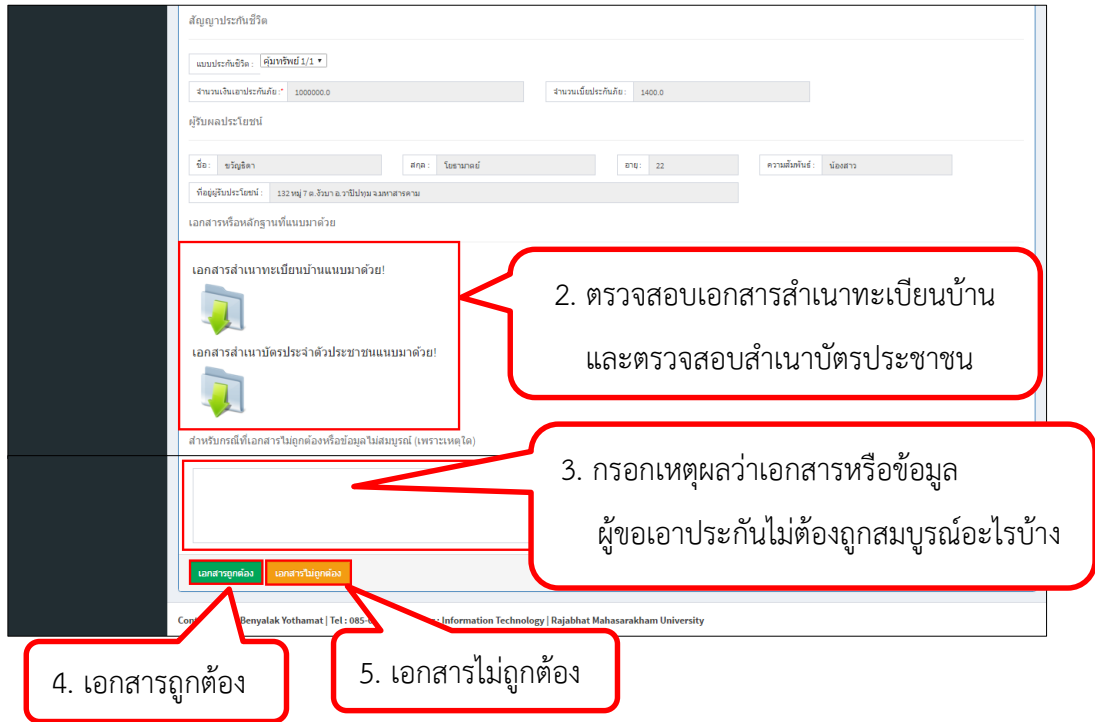 สัญญาประกันชีวิต
แบบประกันชีวิต : คุ้มทรัพย์ 1/1
จำนวนเงินเอาประกันภัย :* 1000000.0 จำนวนเบี้ยประกันภัย : 1400.0
ผู้รับผลประโยชน์
ชื่อ : ขวัญธิดา สกุล : โยธามาตย์ อายุ : 22 ความสัมพันธ์ : น้องสาว
ที่อยู่ผู้รับประโยชน์ : 132 หมู่ 7 ต.งัวบา อ.วาปีปทุม จ.มหาสารคาม
เอกสารหรือหลักฐานที่แนบมาด้วย
เอกสารสำเนาทะเบียนบ้านแนบมาด้วย!
2. ตรวจสอบเอกสารสำเนาทะเบียนบ้าน
และตรวจสอบสำเนาบัตรประชาชน
เอกสารสำเนาบัตรประจำตัวประชาชนแนบมาด้วย!
สำหรับกรณีที่เอกสารไม่ถูกต้องหรือข้อมูลไม่สมบูรณ์ (เพราะเหตุใด)
3. กรอกเหตุผลว่าเอกสารหรือข้อมูล
ผู้ขอเอาประกันไม่ต้องถูกสมบูรณ์อะไรบ้าง
เอกสารถูกต้อง เอกสารไม่ถูกต้อง
Benyalak Yothamat | Tel : 085- : Information Technology | Rajabhat Mahasarakham University
4. เอกสารถูกต้อง
5. เอกสารไม่ถูกต้อง